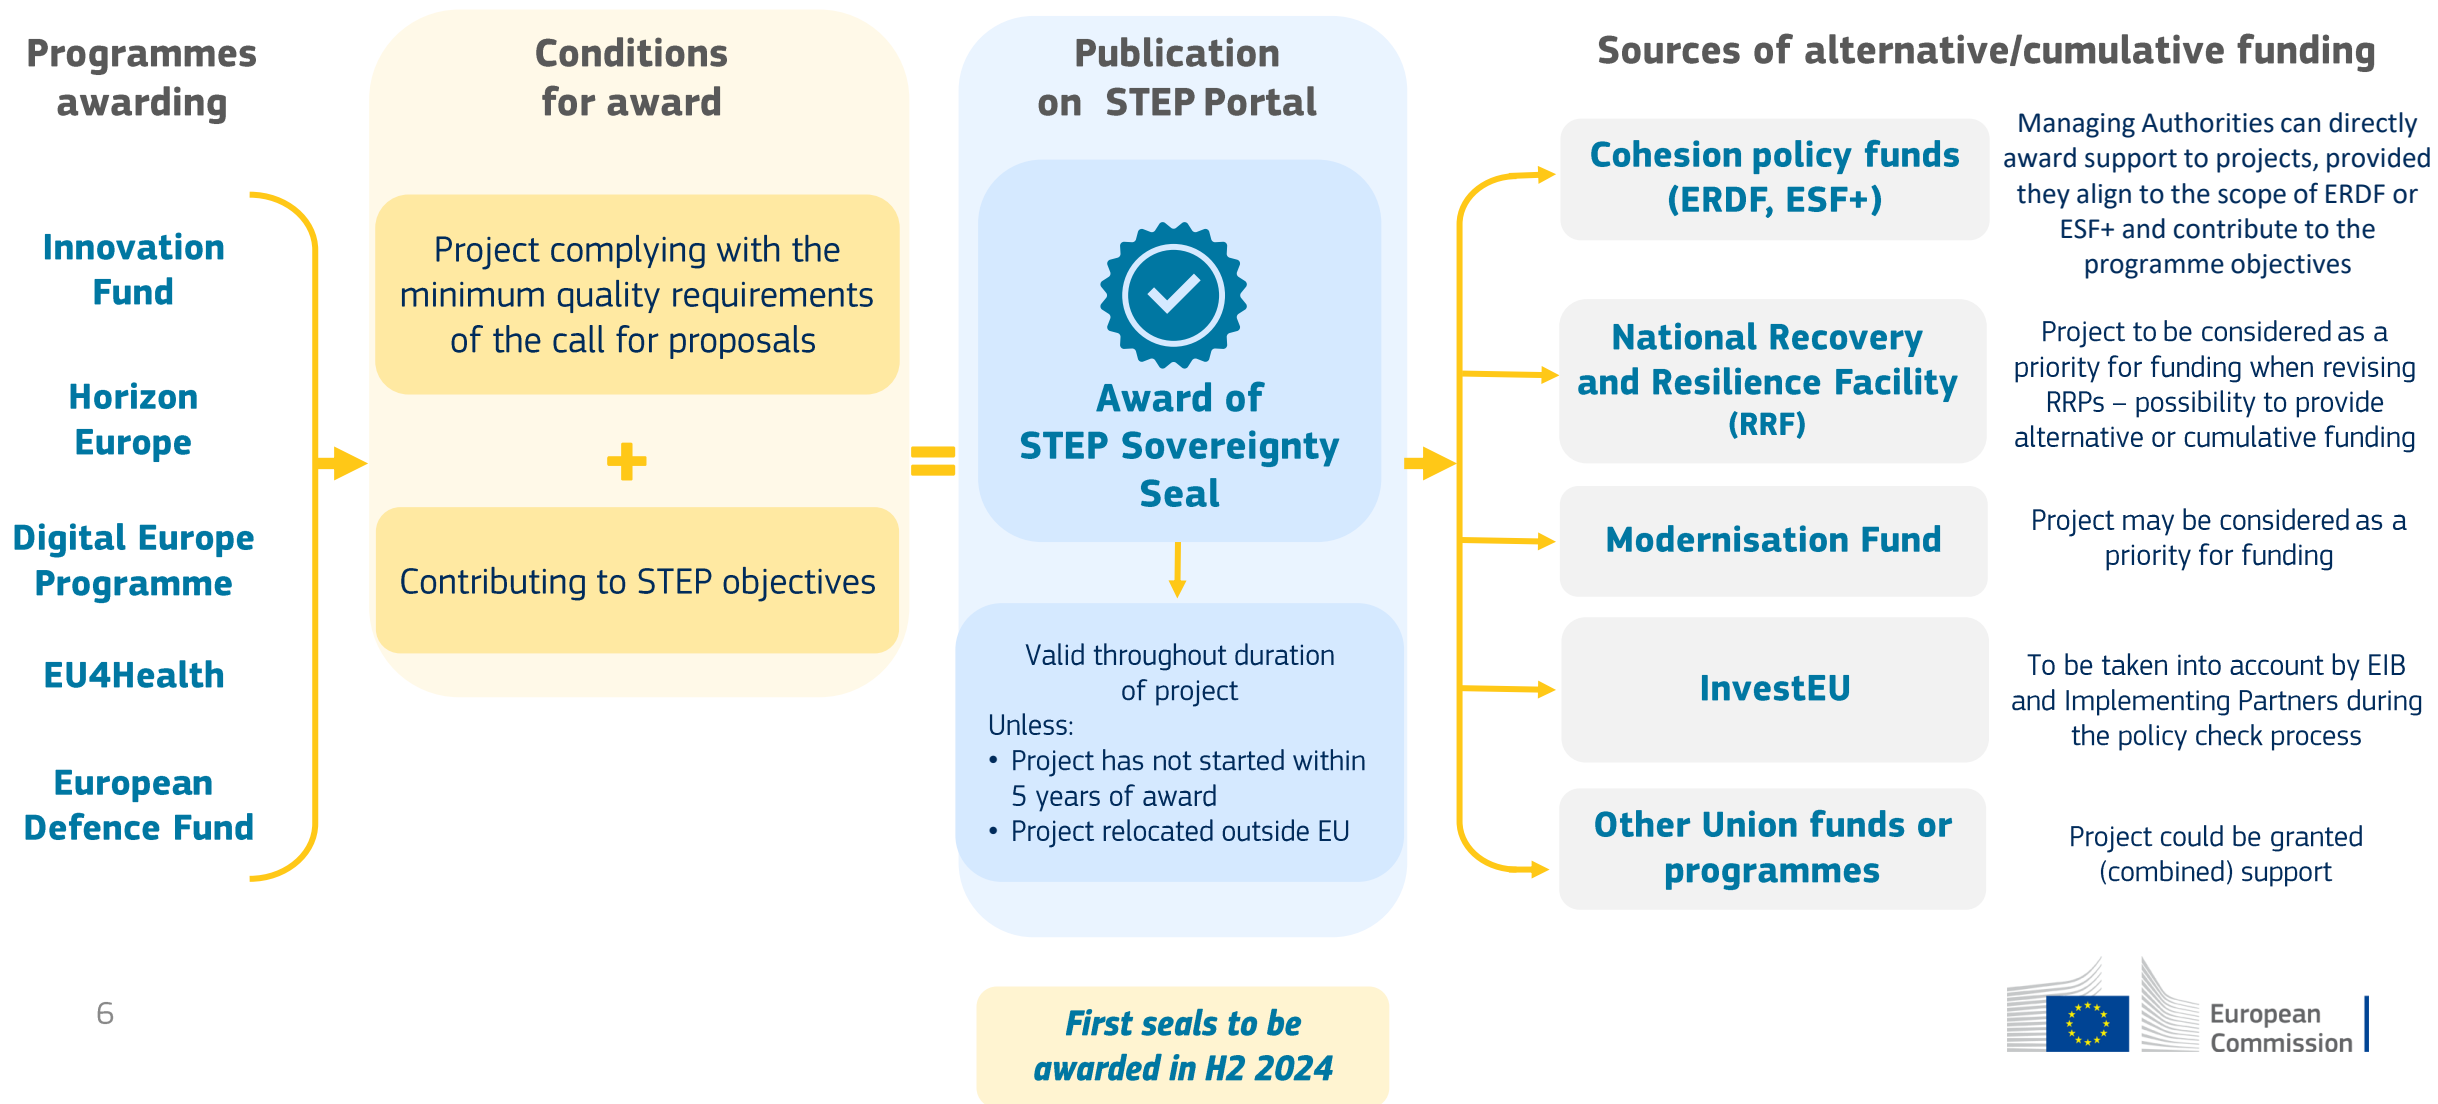 Programmes
awarding
Innovation
Fund
Horizon
Europe
Digital Europe
Programme
EU4Health
European
Defence Fund
Conditions
for award
Project complying with the
minimum quality requirements
of the call for proposals
+
Contributing to STEP objectives
=
Publication
on STEP Portal
Award of
STEP Sovereignty
Seal
Valid throughout duration
of project
Unless:
• Project has not started within
5 years of award
• Project relocated outside EU
First seals to be
awarded in H2 2024
Sources of alternative/cumulative funding
Cohesion policy funds
(ERDF, ESF+)
Managing Authorities can directly
award support to projects, provided
they align to the scope of ERDF or
ESF+ and contribute to the
programme objectives
National Recovery
and Resilience Facility
(RRF)
Project to be considered as a
priority for funding when revising
RRPs – possibility to provide
alternative or cumulative funding
Modernisation Fund
Project may be considered as a
priority for funding
InvestEU
To be taken into account by EIB
and Implementing Partners during
the policy check process
Other Union funds or
programmes
Project could be granted
(combined) support
6
European
Commission